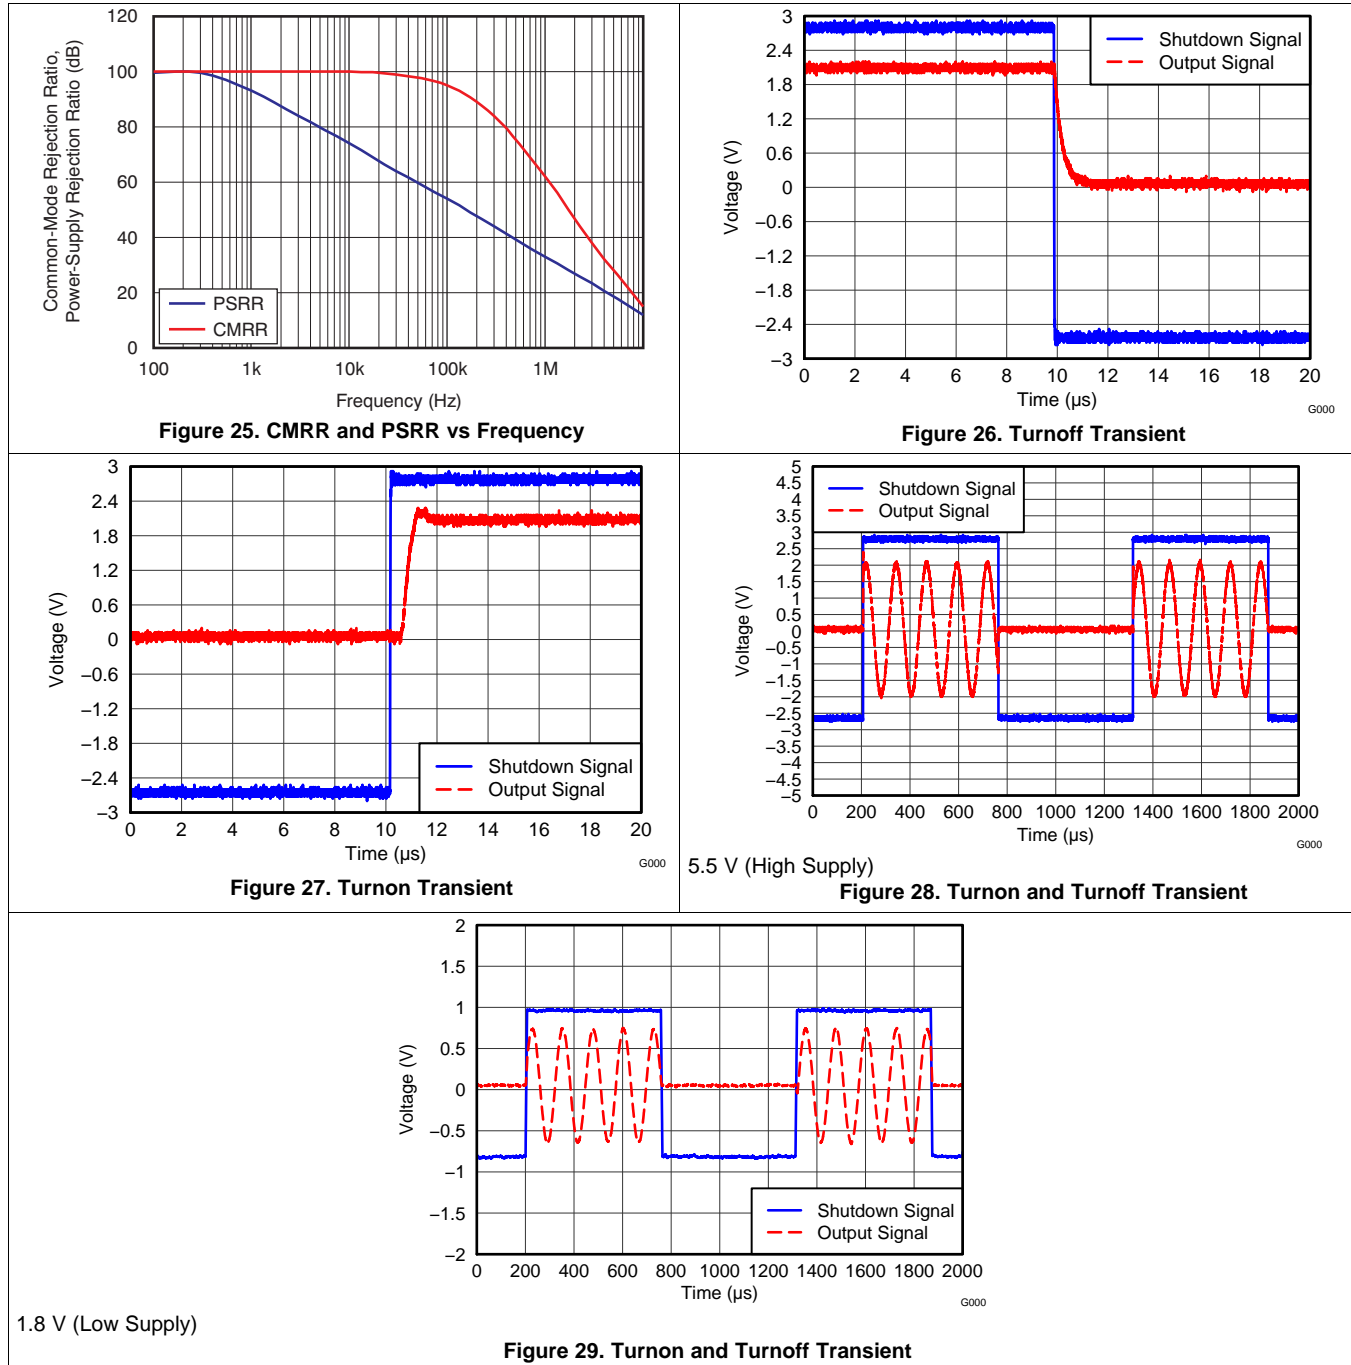 120
100
80
60
40
20
0
Common-Mode Rejection Ratio,
Power-Supply Rejection Ratio (dB)
PSRR
CMRR
100 1k 10k 100k 1M
Frequency (Hz)
Figure 25. CMRR and PSRR vs Frequency
3
2.4
1.8
1.2
0.6
0
−0.6
−1.2
−1.8
−2.4
−3
Voltage (V)
Shutdown Signal
Output Signal
0 2 4 6 8 10 12 14 16 18 20
Time (µs)
G000
Figure 26. Turnoff Transient
3
2.4
1.8
1.2
0.6
0
−0.6
−1.2
−1.8
−2.4
−3
Voltage (V)
Shutdown Signal
Output Signal
0 2 4 6 8 10 12 14 16 18 20
Time (µs)
G000
Figure 27. Turnon Transient
5
4.5
4
3.5
3
2.5
2
1.5
1
0.5
0
−0.5
−1
−1.5
−2
−2.5
−3
−3.5
−4
−4.5
−5
Voltage (V)
Shutdown Signal
Output Signal
0 200 400 600 800 1000 1200 1400 1600 1800 2000
Time (µs)
G000
5.5 V (High Supply)
Figure 28. Turnon and Turnoff Transient
2
1.5
1
0.5
0
−0.5
−1
−1.5
−2
Voltage (V)
Shutdown Signal
Output Signal
0 200 400 600 800 1000 1200 1400 1600 1800 2000
Time (µs)
G000
1.8 V (Low Supply)
Figure 29. Turnon and Turnoff Transient